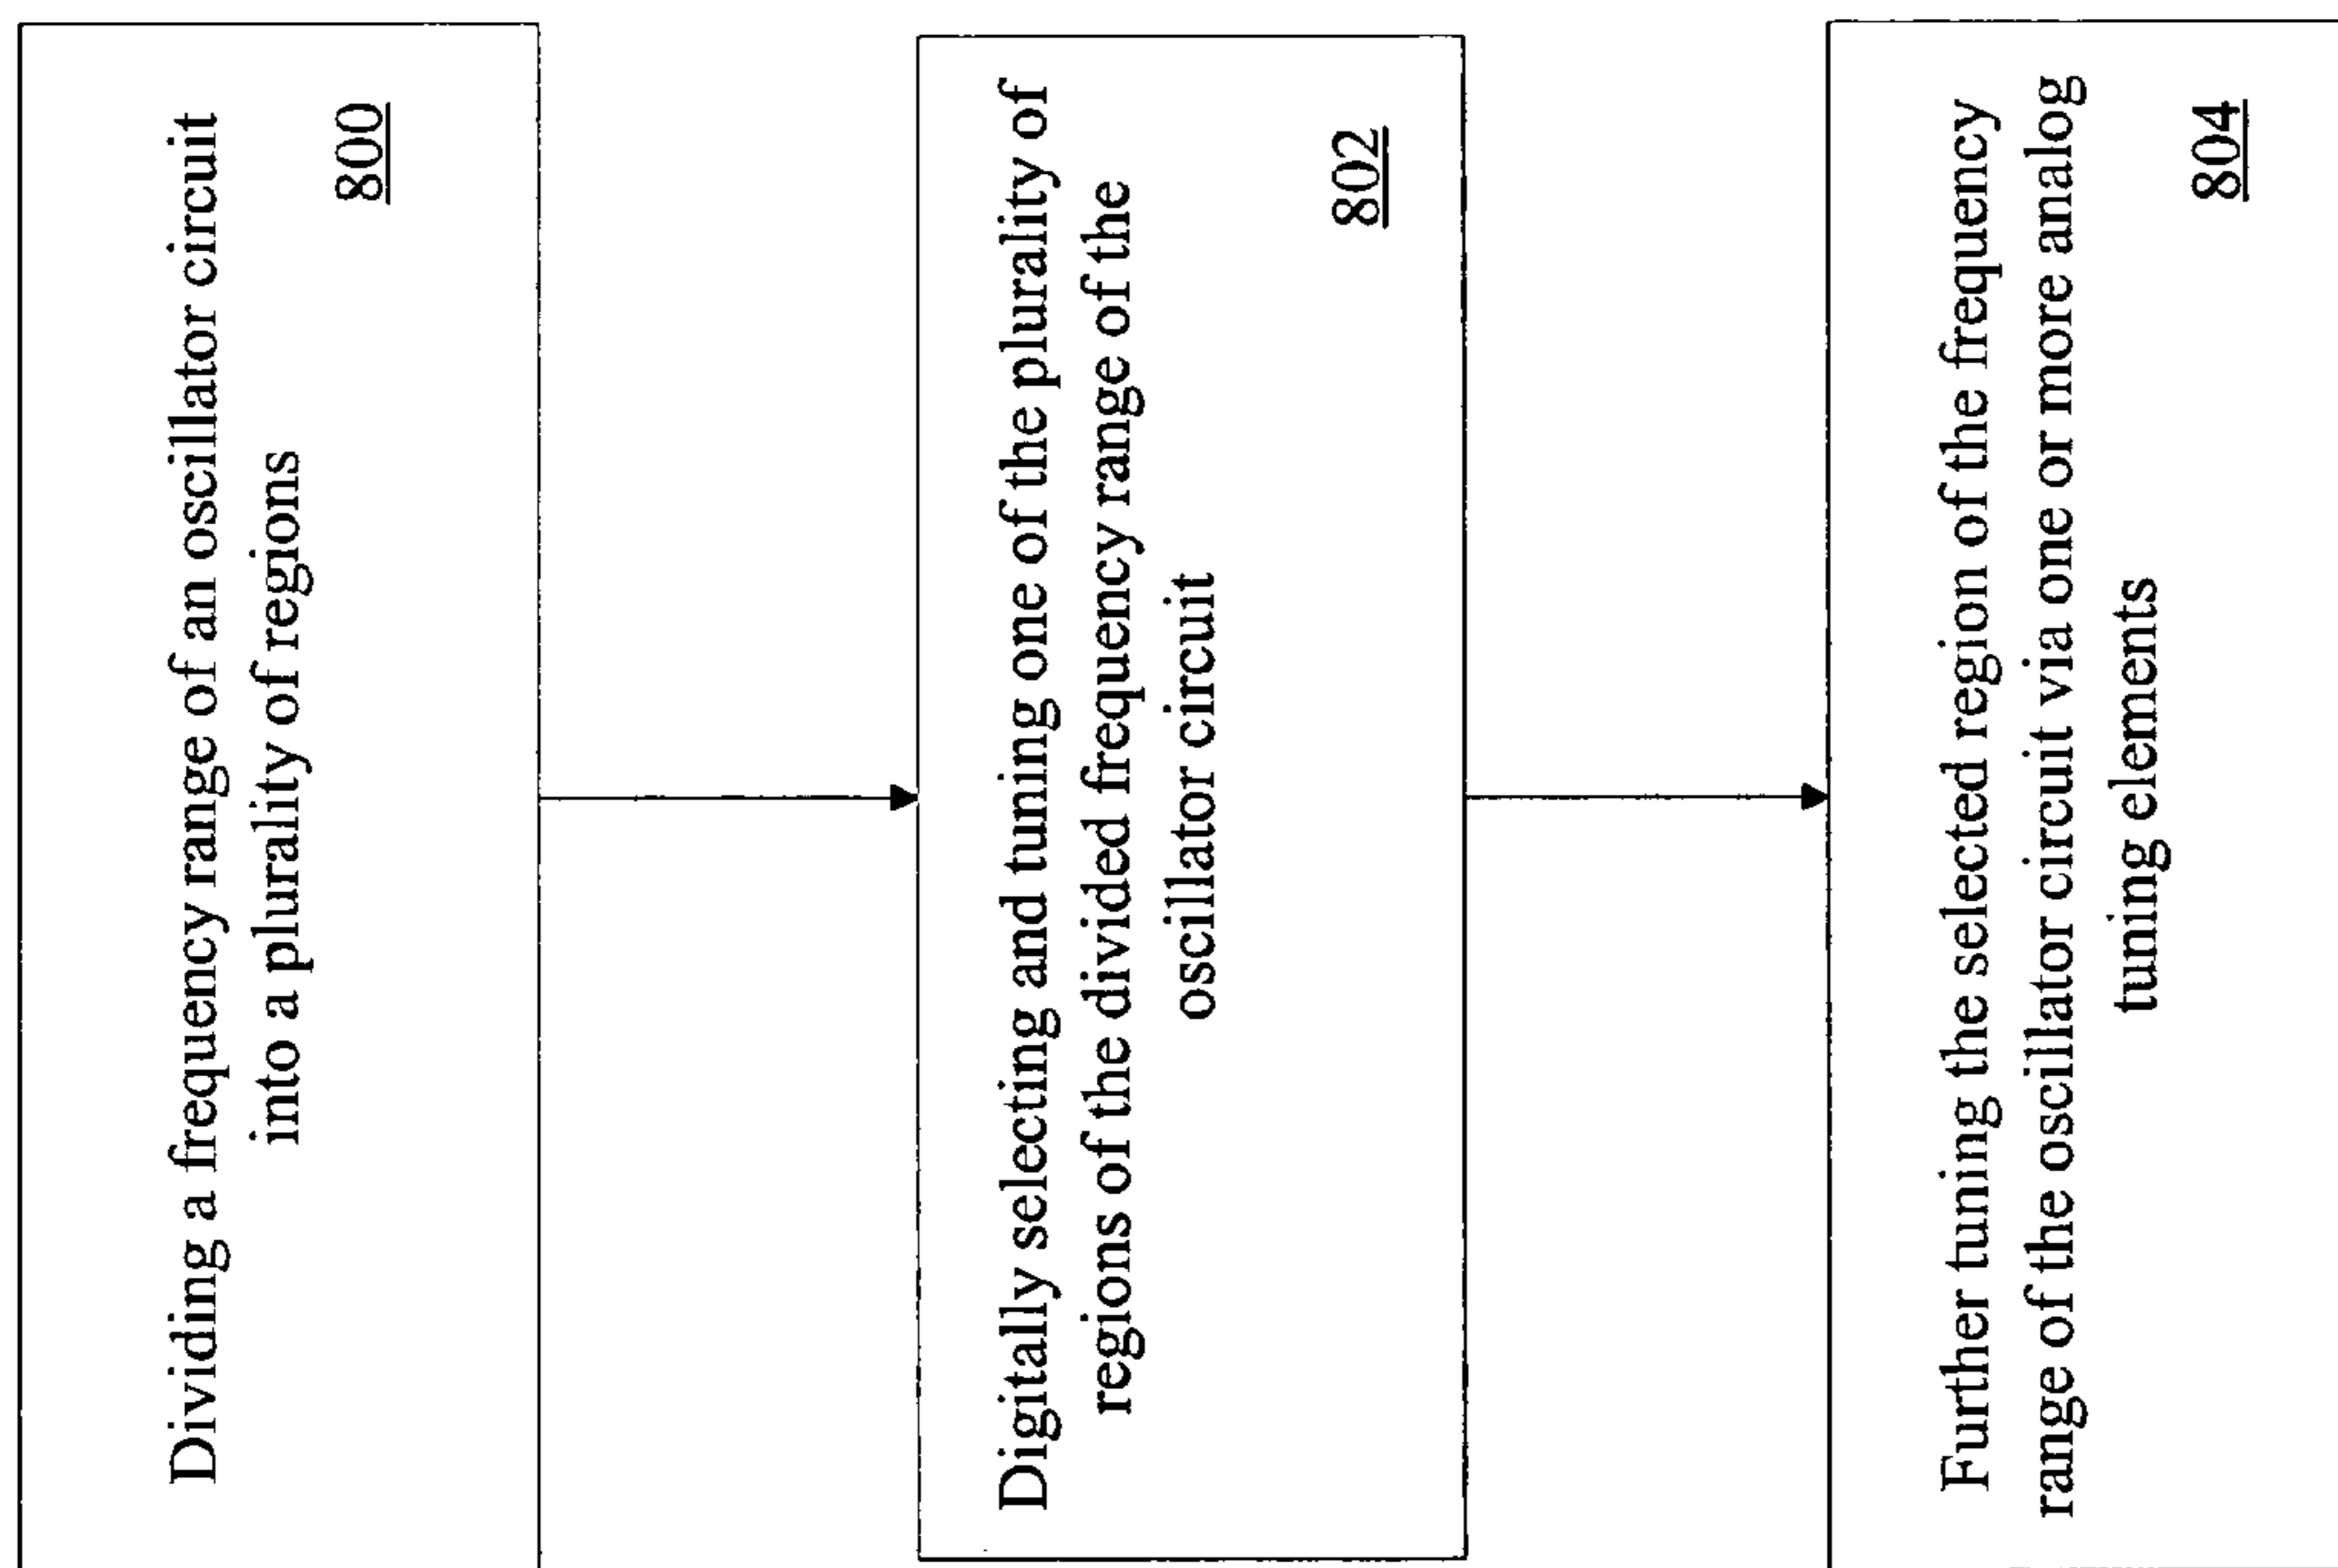 Dividing a frequency range of an oscillator circuit
into a plurality of regions
800
Digitally selecting and tuning one of the plurality of
regions of the divided frequency range of the
oscillator circuit
802
Further tuning the selected region of the frequency
range of the oscillator circuit via one or more analog
tuning elements
804